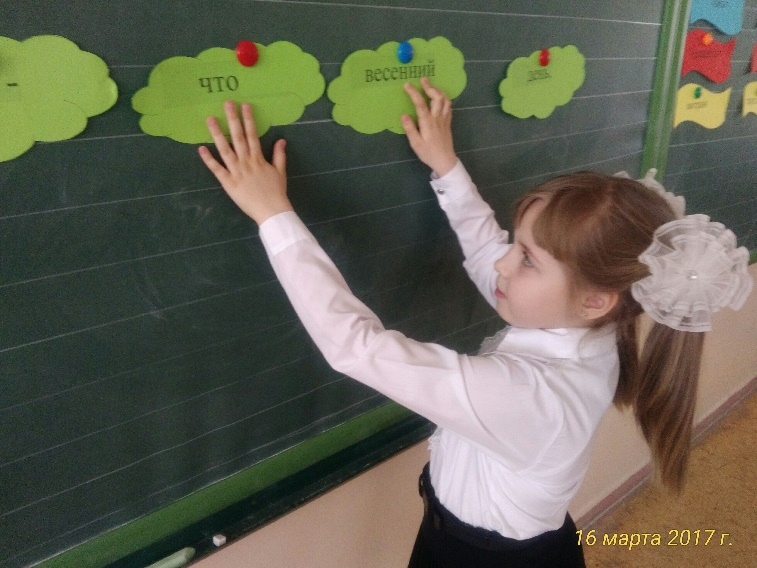 -
что
весенний
день.
16 марта 2017 г.